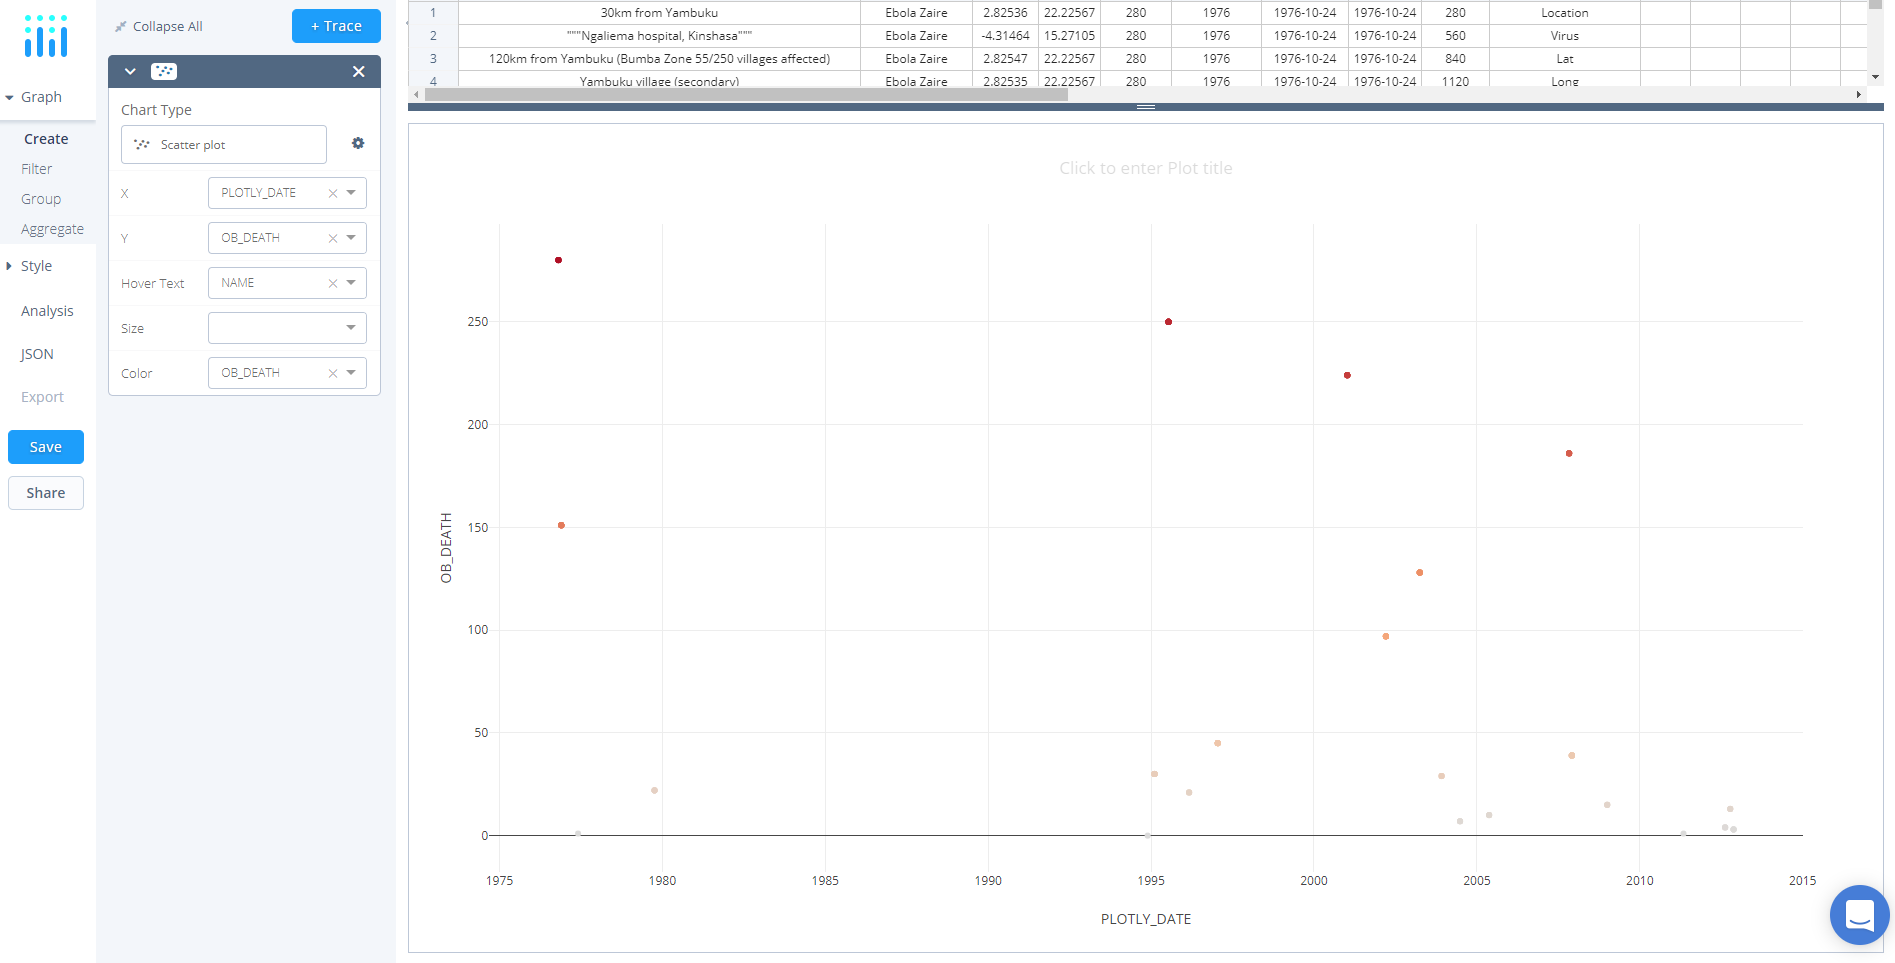 Collapse All
+ Trace
Graph
Create
Filter
Group
Aggregate
Style
Analysis
JSON
Export
Save
Share
Chart Type
Scatter plot
X PLOTLY_DATE
Y OB_DEATH
Hover Text NAME
Size
Color OB_DEATH
1 30km from Yambuku Ebola Zaire 2.82536 22.22567 280 1976 1976-10-24 1976-10-24 280 Location
2 """Ngaliema hospital, Kinshasa""" Ebola Zaire -4.31464 15.27105 280 1976 1976-10-24 1976-10-24 560 Virus
3 120km from Yambuku (Bumba Zone 55/250 villages affected) Ebola Zaire 2.82547 22.22567 280 1976 1976-10-24 1976-10-24 840 Lat
4 Yambuku village (secondary) Ebola Zaire 2.82535 22.22567 280 1976 1976-10-24 1976-10-24 1120 Long
Click to enter Plot title
250
200
150
100
50
0
OB_DEATH
1975 1980 1985 1990 1995 2000 2005 2010 2015
PLOTLY_DATE